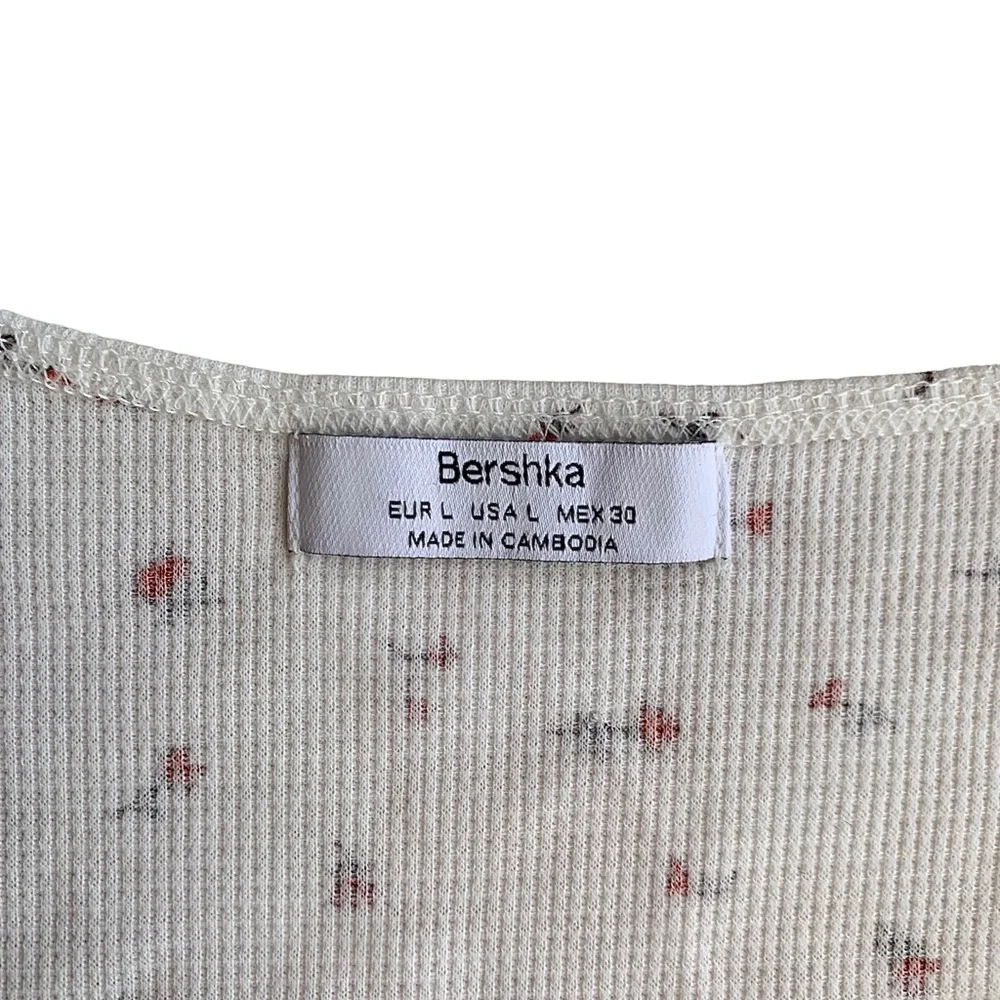 Bershka
EUR L USA L MEX 30
MADE IN CAMBODIA